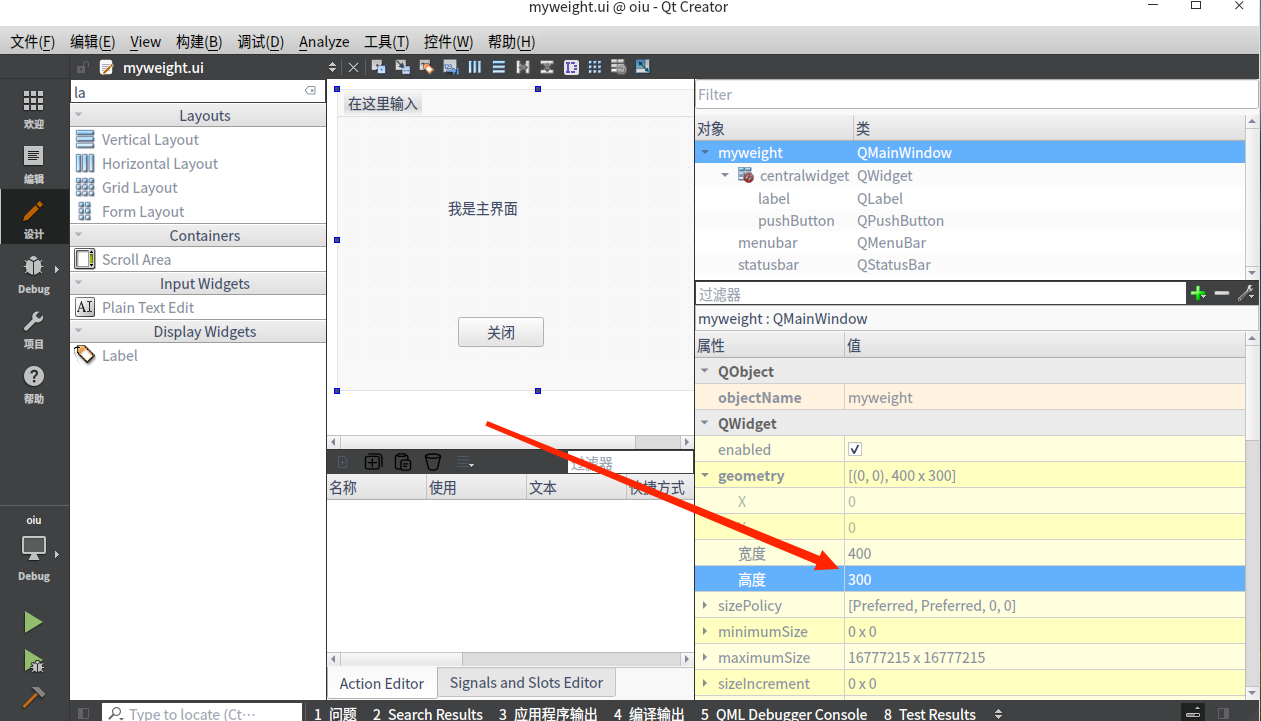 myweight.ui @ oiu - Qt Creator
文件(F) 编辑(E) View 构建(B) 调试(D) Analyze 工具(T) 控件(W) 帮助(H)
myweight.ui
欢迎
编辑
设计
Debug
项目
帮助
oiu
Debug
la
Layouts
Vertical Layout
Horizontal Layout
Grid Layout
Form Layout
Containers
Scroll Area
Input Widgets
AI Plain Text Edit
Display Widgets
Label
在这里输入
我是主界面
关闭
过滤器
名称 使用 文本 快捷方式
Action Editor Signals and Slots Editor
Filter
对象 类
myweight QMainWindow
centralwidget QWidget
label QLabel
pushButton QPushButton
menubar QMenuBar
statusbar QStatusBar
过滤器
myweight : QMainWindow
属性 值
QObject
objectName myweight
QWidget
enabled
geometry [(0, 0), 400 x 300]
X 0
0
宽度 400
高度 300
sizePolicy [Preferred, Preferred, 0, 0]
minimumSize 0 x 0
maximumSize 16777215 x 16777215
sizeIncrement 0 x 0
Type to locate (Ct…
1 问题 2 Search Results 3 应用程序输出 4 编译输出 5 QML Debugger Console 8 Test Results